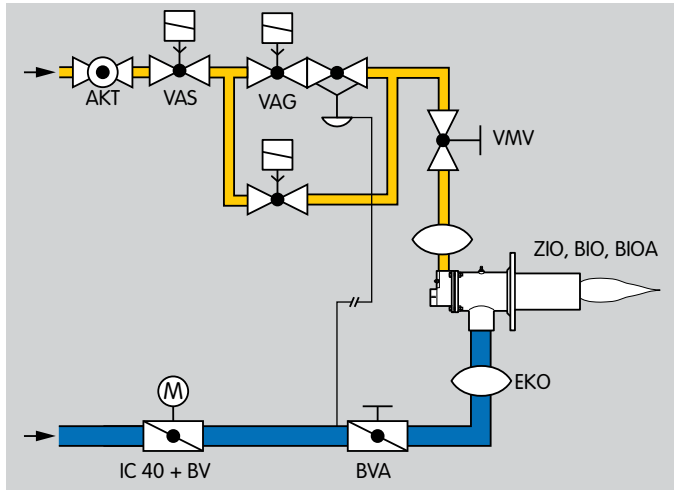 AKT
VAS
VAG
VMV
ZIO, BIO, BIOA
M
EKO
IC 40 + BV
BVA